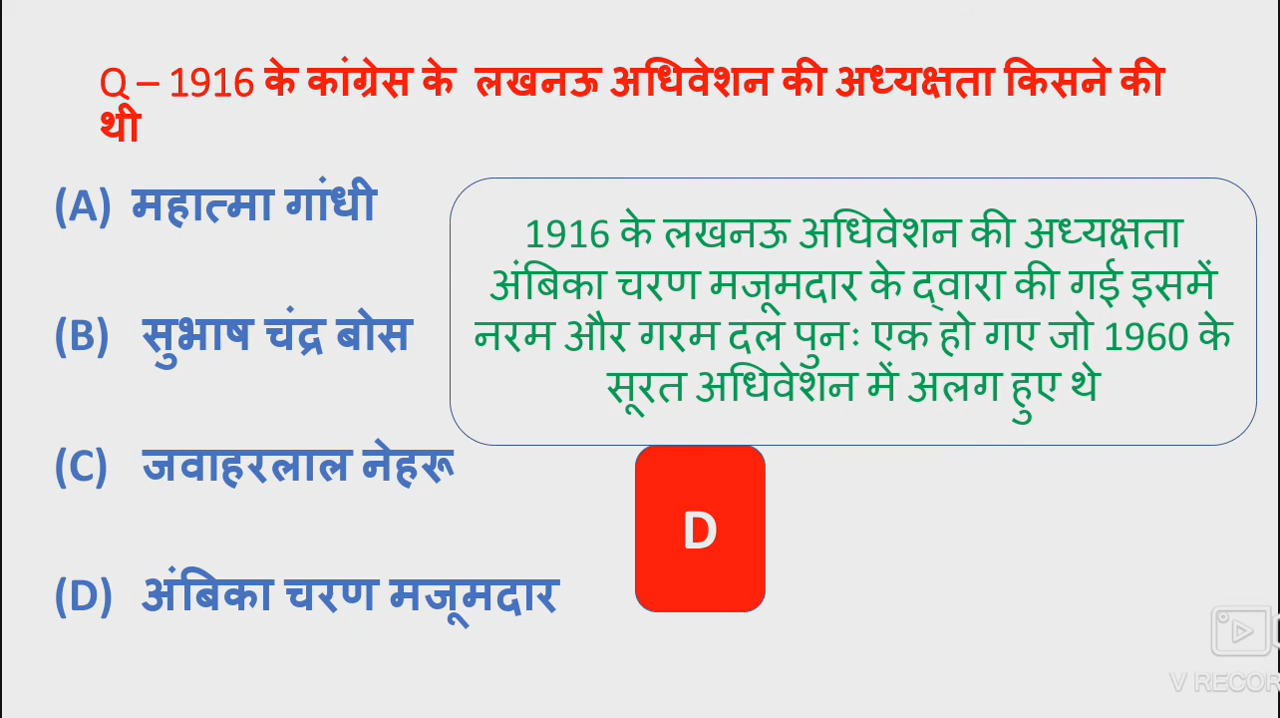 Q – 1916 के कांग्रेस के लखनऊ अधिवेशन की अध्यक्षता किसने की
थी
(A) महात्मा गांधी
(B) सुभाष चंद्र बोस
(C) जवाहरलाल नेहरू
(D) अंबिका चरण मजूमदार
1916 के लखनऊ अधिवेशन की अध्यक्षता
अंबिका चरण मजूमदार के द्वारा की गई इसमें
नरम और गरम दल पुनः एक हो गए जो 1960 के
सूरत अधिवेशन में अलग हुए थे
D
V RECOR